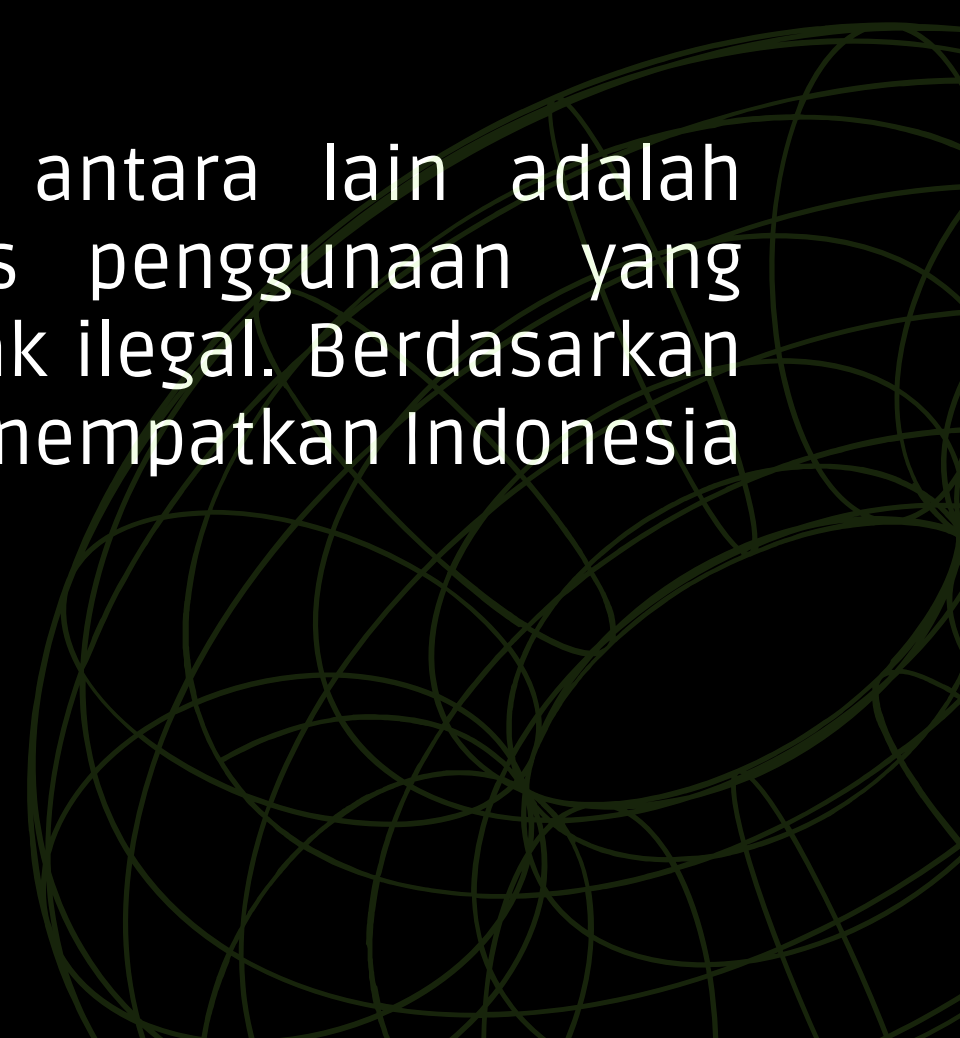 antara lain adalah
penggunaan yang
ilegal. Berdasarkan
Indonesia